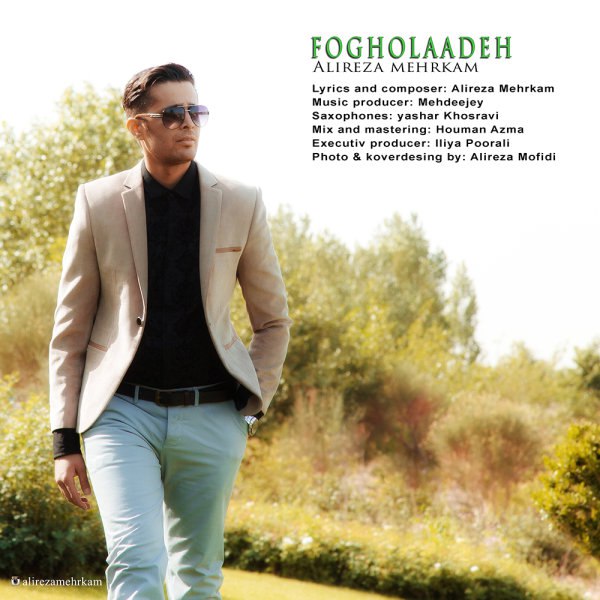 FOGHOLAADEH
ALIREZA MEHRKAM
Lyrics and composer: Alireza Mehrkam
Music producer: Mehdeejey
Saxophones: yashar Khosravi
Mix and mastering: Houman Azma
Executiv producer: Iliya Poorali
Photo & koverdesing by: Alireza Mofidi
alirezamehrkam